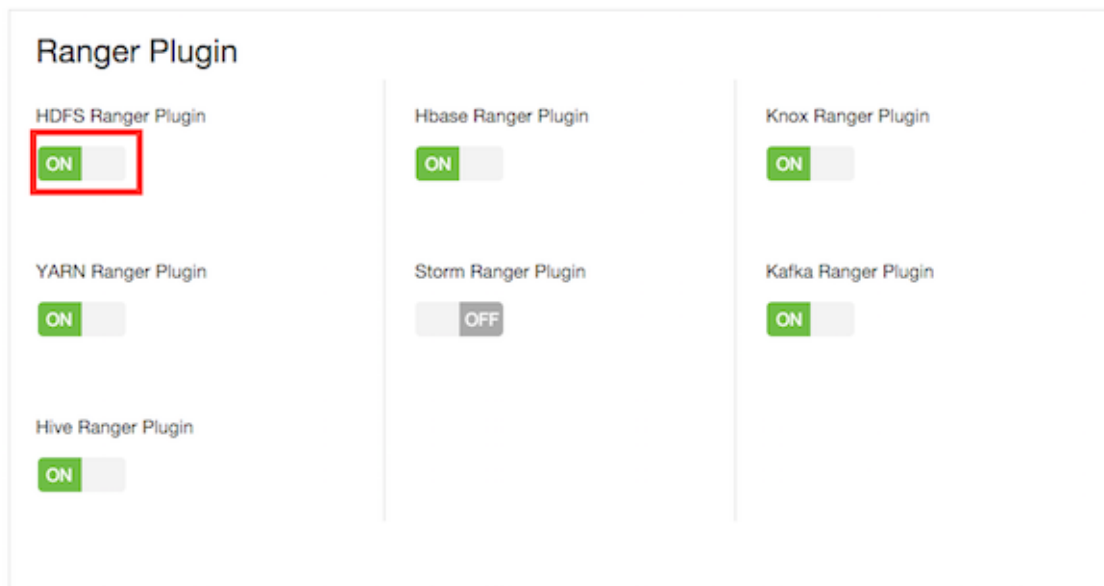 Ranger Plugin
HDFS Ranger Plugin
Hbase Ranger Plugin
Knox Ranger Plugin
ON
ON
ON
YARN Ranger Plugin
Storm Ranger Plugin
Kafka Ranger Plugin
ON
OFF
ON
Hive Ranger Plugin
ON